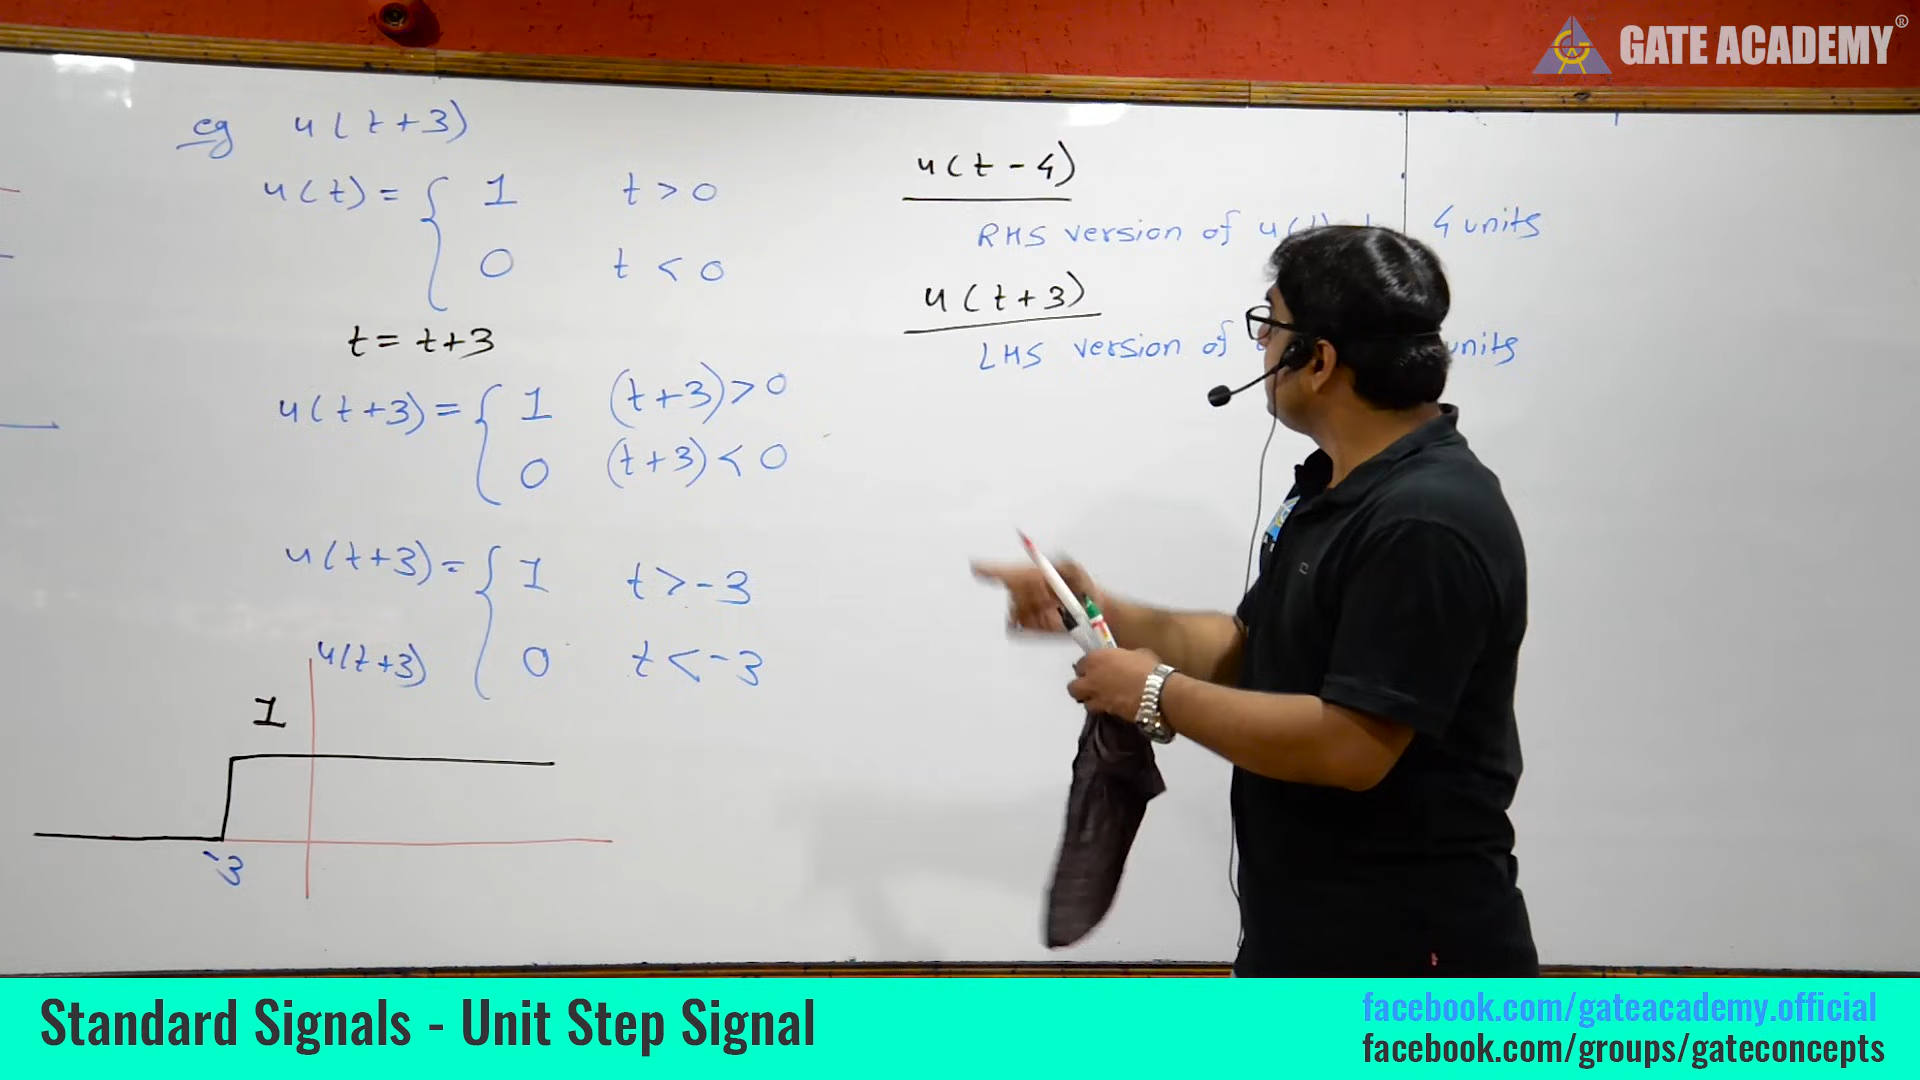 GATE ACADEMY®
eg u(t+3)
u(t) = { 1 t > 0
0 t < 0
t = t+3
u(t+3) = { 1 (t+3) > 0
0 (t+3) < 0
u(t+3) = { 1 t > -3
0 t < -3
u(t+3)
1
-3
u(t-4)
RHS version of 4 units
u(t+3)
LHS version of units
Standard Signals - Unit Step Signal
facebook.com/gateacademy.official
facebook.com/groups/gateconcepts